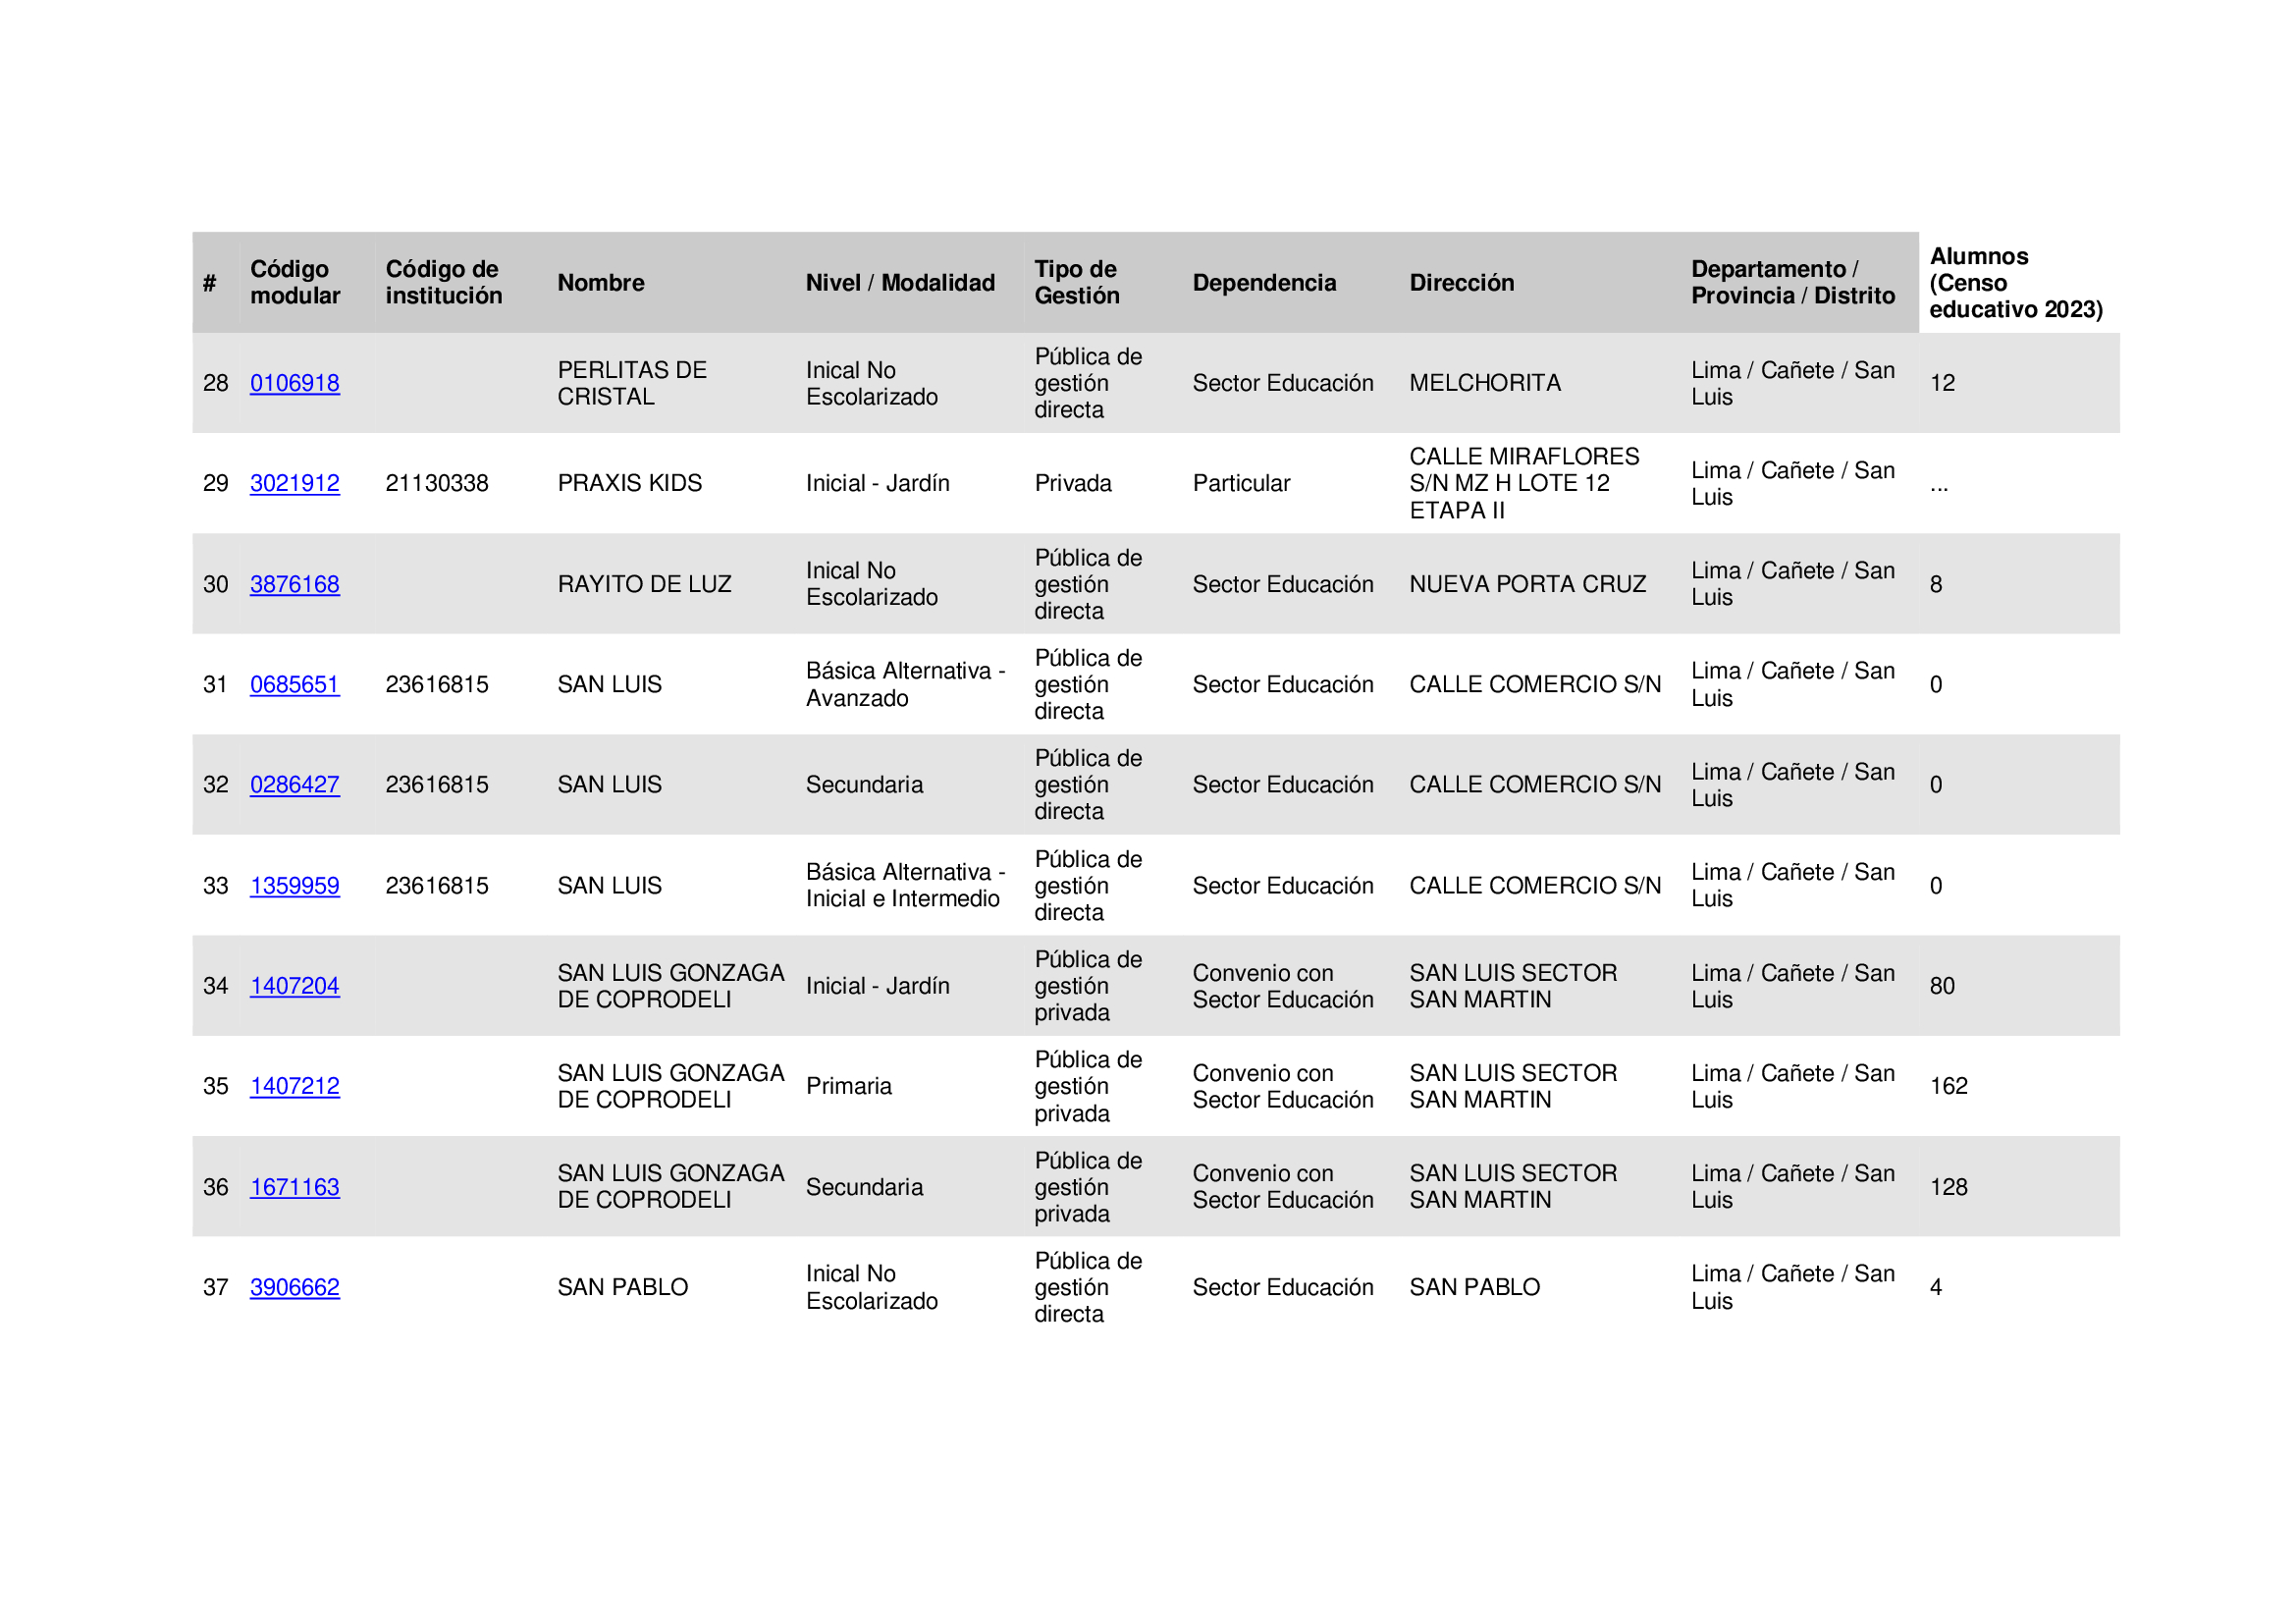 # Código modular Código de institución Nombre Nivel / Modalidad Tipo de Gestión Dependencia Dirección Departamento / Provincia / Distrito Alumnos (Censo educativo 2023)
28 0106918 PERLITAS DE CRISTAL Inical No Escolarizado Pública de gestión directa Sector Educación MELCHORITA Lima / Cañete / San Luis 12
29 3021912 21130338 PRAXIS KIDS Inicial - Jardín Privada Particular CALLE MIRAFLORES S/N MZ H LOTE 12 ETAPA II Lima / Cañete / San Luis ...
30 3876168 RAYITO DE LUZ Inical No Escolarizado Pública de gestión directa Sector Educación NUEVA PORTA CRUZ Lima / Cañete / San Luis 8
31 0685651 23616815 SAN LUIS Básica Alternativa - Avanzado Pública de gestión directa Sector Educación CALLE COMERCIO S/N Lima / Cañete / San Luis 0
32 0286427 23616815 SAN LUIS Secundaria Pública de gestión directa Sector Educación CALLE COMERCIO S/N Lima / Cañete / San Luis 0
33 1359959 23616815 SAN LUIS Básica Alternativa - Inicial e Intermedio Pública de gestión directa Sector Educación CALLE COMERCIO S/N Lima / Cañete / San Luis 0
34 1407204 SAN LUIS GONZAGA DE COPRODELI Inicial - Jardín Pública de gestión privada Convenio con Sector Educación SAN LUIS SECTOR SAN MARTIN Lima / Cañete / San Luis 80
35 1407212 SAN LUIS GONZAGA DE COPRODELI Primaria Pública de gestión privada Convenio con Sector Educación SAN LUIS SECTOR SAN MARTIN Lima / Cañete / San Luis 162
36 1671163 SAN LUIS GONZAGA DE COPRODELI Secundaria Pública de gestión privada Convenio con Sector Educación SAN LUIS SECTOR SAN MARTIN Lima / Cañete / San Luis 128
37 3906662 SAN PABLO Inical No Escolarizado Pública de gestión directa Sector Educación SAN PABLO Lima / Cañete / San Luis 4